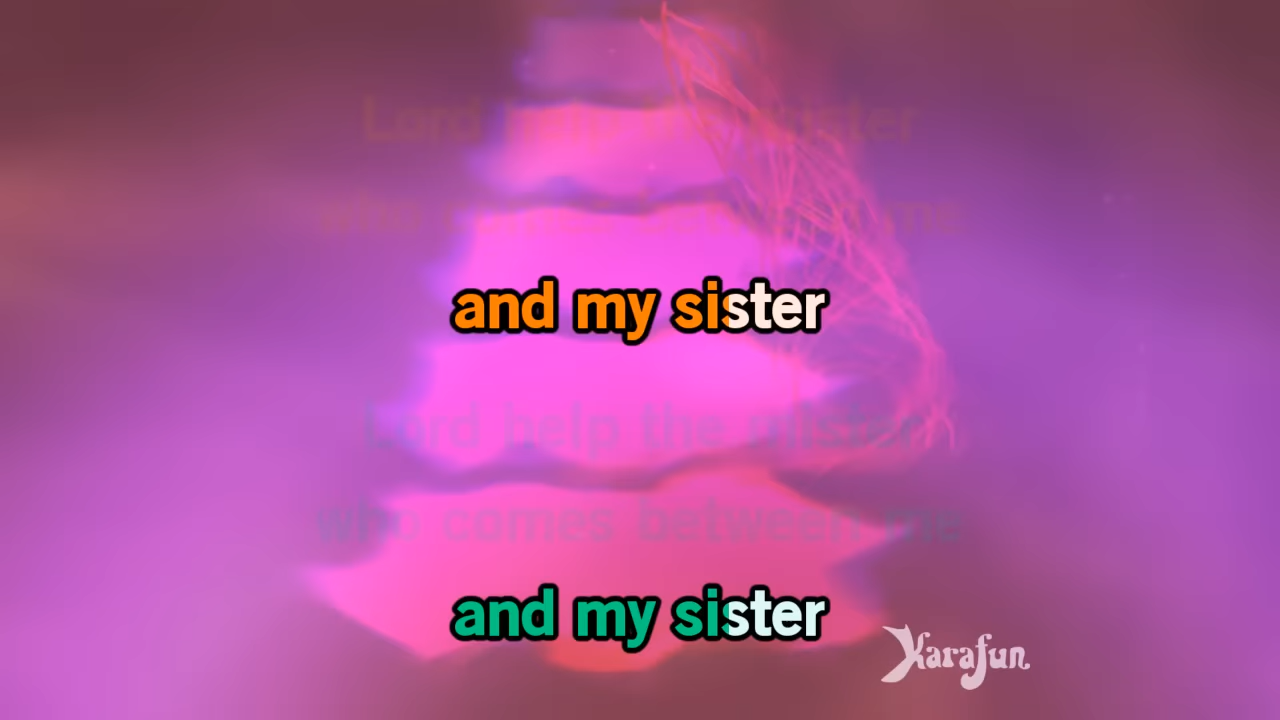 Lord help the mister
who comes between me
and my sister
Lord help the mister
who comes between me
and my sister
Karafun